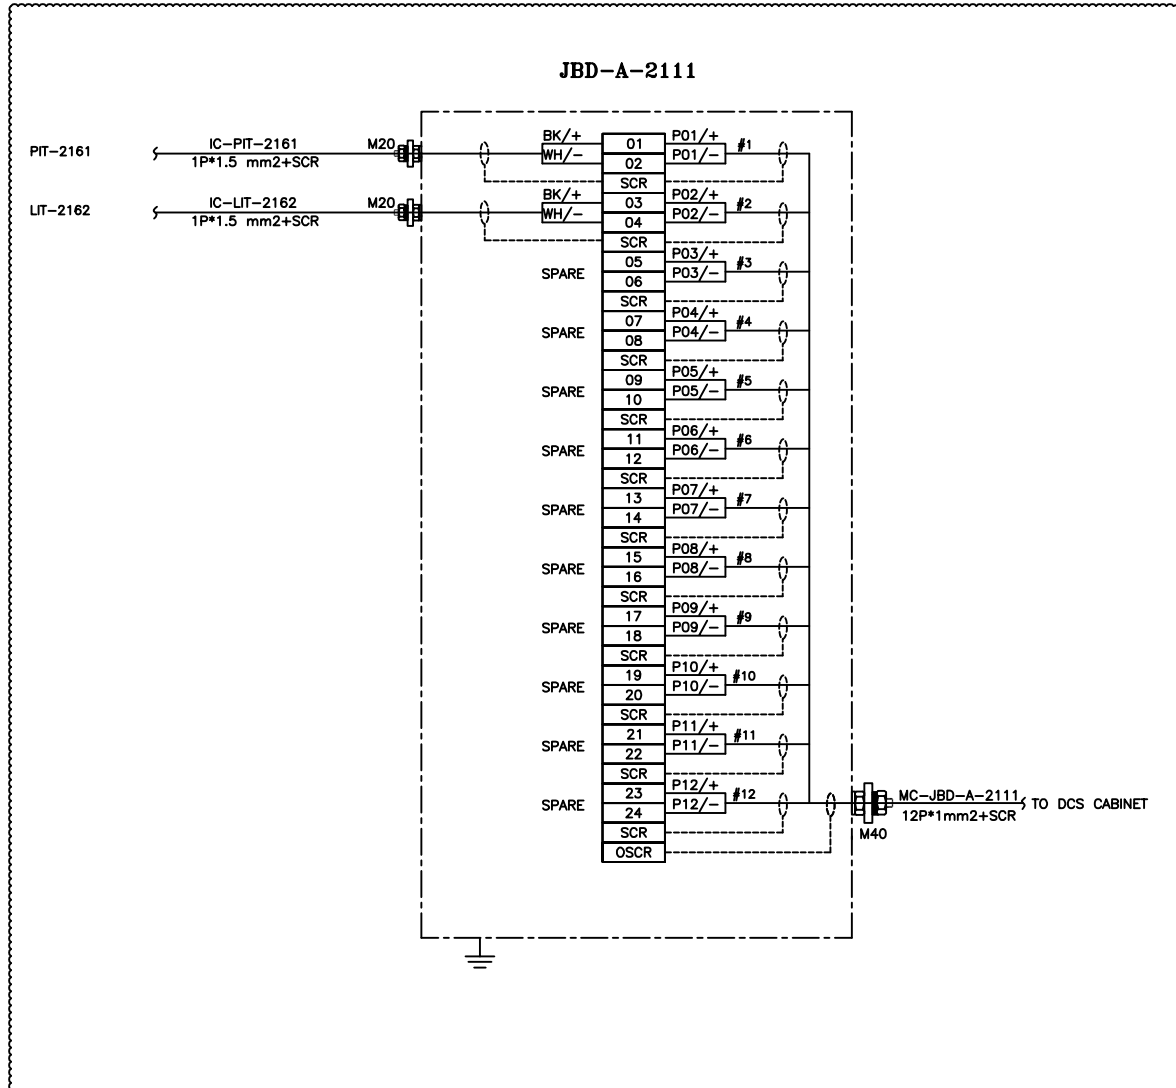 JBD-A-2111
PIT-2161 IC-PIT-2161 M20 BK/+ 01 P01/+ #1
1P*1.5 mm2+SCR WH/- 02 P01/-
SCR
LIT-2162 IC-LIT-2162 M20 BK/+ 03 P02/+ #2
1P*1.5 mm2+SCR WH/- 04 P02/-
SCR
SPARE 05 P03/+ #3
06 P03/-
SCR
SPARE 07 P04/+ #4
08 P04/-
SCR
SPARE 09 P05/+ #5
10 P05/-
SCR
SPARE 11 P06/+ #6
12 P06/-
SCR
SPARE 13 P07/+ #7
14 P07/-
SCR
SPARE 15 P08/+ #8
16 P08/-
SCR
SPARE 17 P09/+ #9
18 P09/-
SCR
SPARE 19 P10/+ #10
20 P10/-
SCR
SPARE 21 P11/+ #11
22 P11/-
SCR
SPARE 23 P12/+ #12 MC-JBD-A-2111 TO DCS CABINET
24 P12/- 12P*1mm2+SCR
SCR M40
OSCR